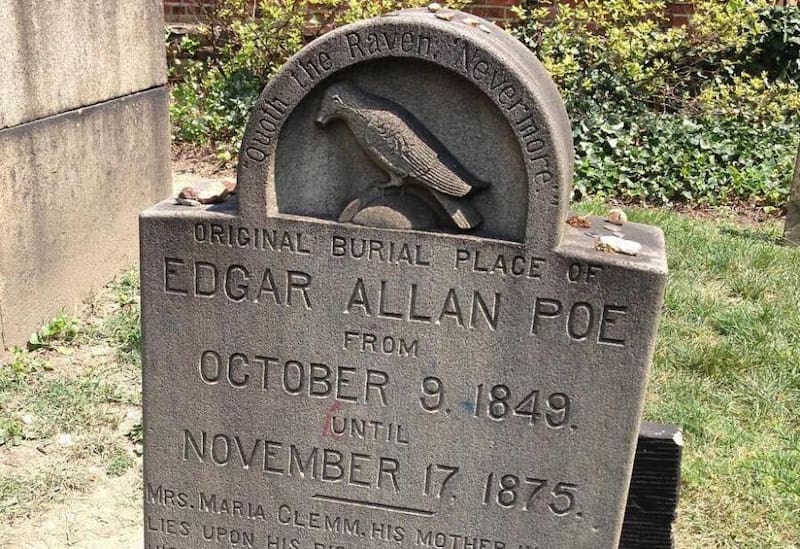 "Quoth the Raven, "Nevermore."
ORIGINAL BURIAL PLACE OF
EDGAR ALLAN POE
FROM
OCTOBER 9. 1849.
UNTIL
NOVEMBER 17, 1875.
MRS. MARIA CLEMM, HIS MOTHER
LIES UPON HIS